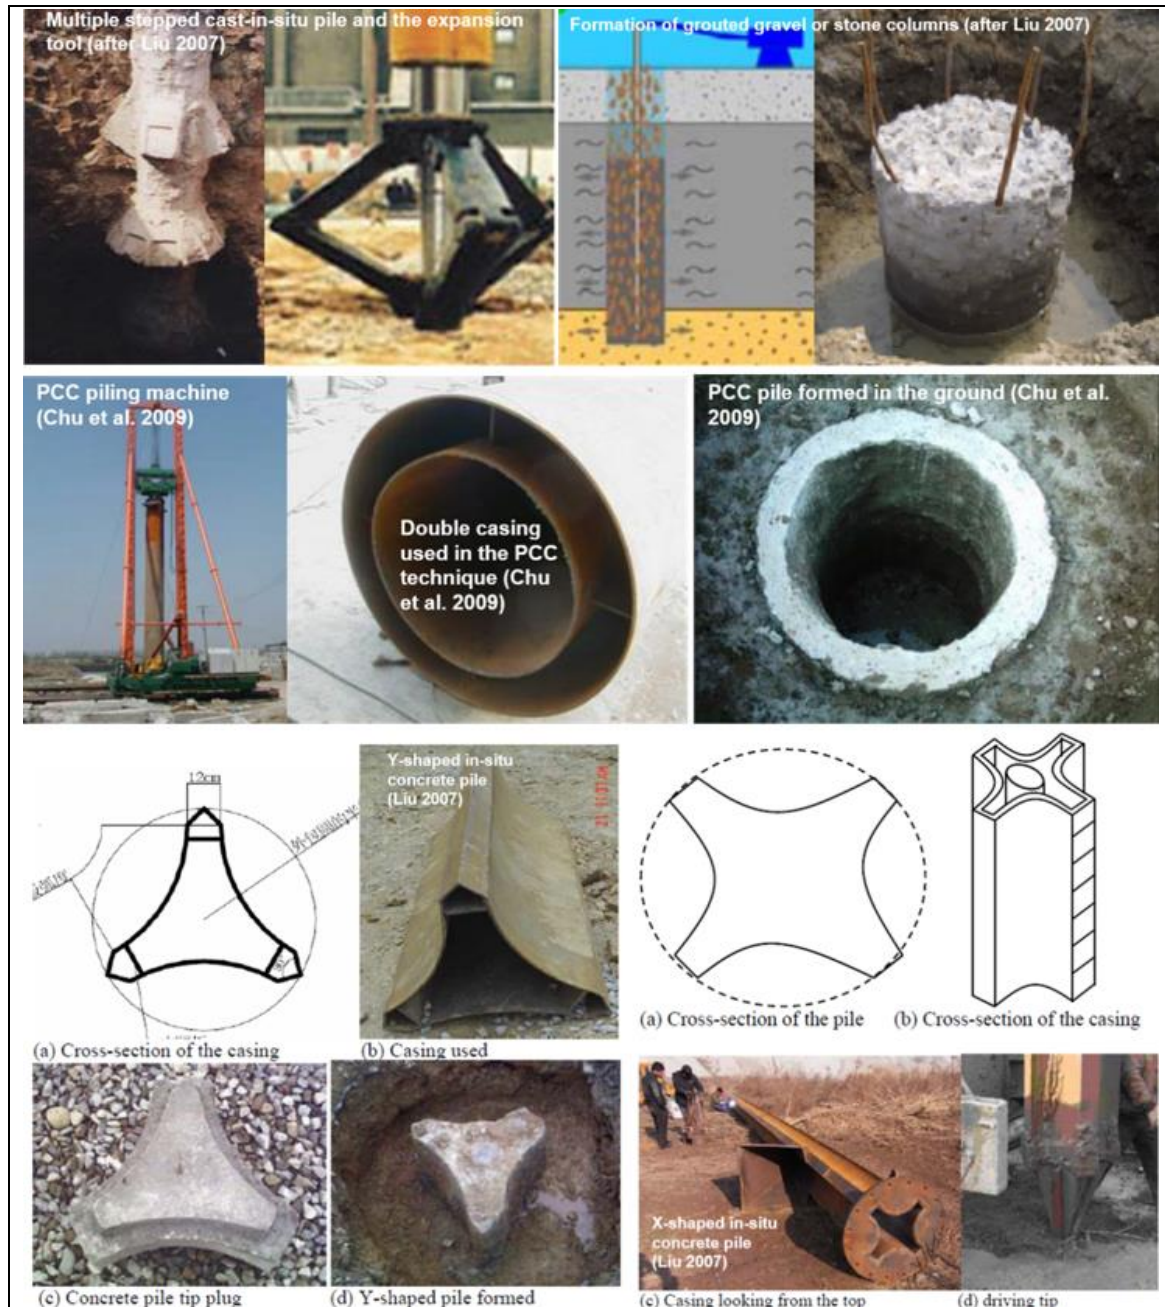 Multiple stepped cast-in-situ pile and the expansion
tool (after Liu 2007)
Formation of grouted gravel or stone columns (after Liu 2007)
PCC piling machine
(Chu et al. 2009)
Double casing
used in the PCC
technique (Chu
et al. 2009)
PCC pile formed in the ground (Chu et al.
2009)
12cm
Y-shaped in-situ
concrete pile
(Liu 2007)
(a) Cross-section of the casing
(b) Casing used
(a) Cross-section of the pile
(b) Cross-section of the casing
(c) Concrete pile tip plug
(d) Y-shaped pile formed
X-shaped in-situ
concrete pile
(Liu 2007)
(c) Casing looking from the top
(d) driving tip